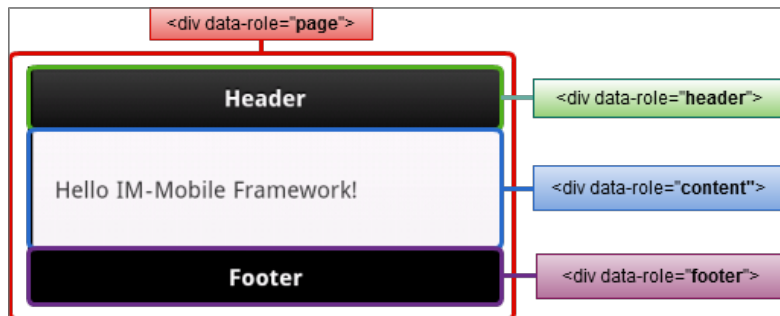 <div data-role="page">
Header
<div data-role="header">
Hello IM-Mobile Framework!
<div data-role="content">
Footer
<div data-role="footer">